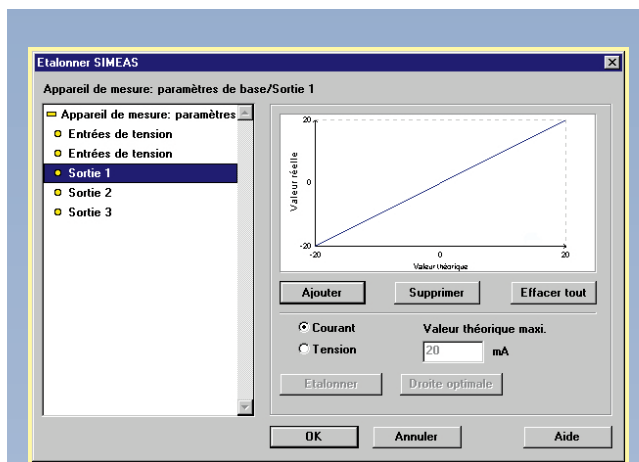 Etalonner SIMEAS
Appareil de mesure: paramètres de base/Sortie 1
Appareil de mesure: paramètres
Entrées de tension
Entrées de tension
Sortie 1
Sortie 2
Sortie 3
20
Valeur réelle
0
-20
-20 0 20
Valeur théorique
Ajouter Supprimer Effacer tout
Courant Valeur théorique maxi.
Tension 20 mA
Etalonner Droite optimale
OK Annuler Aide